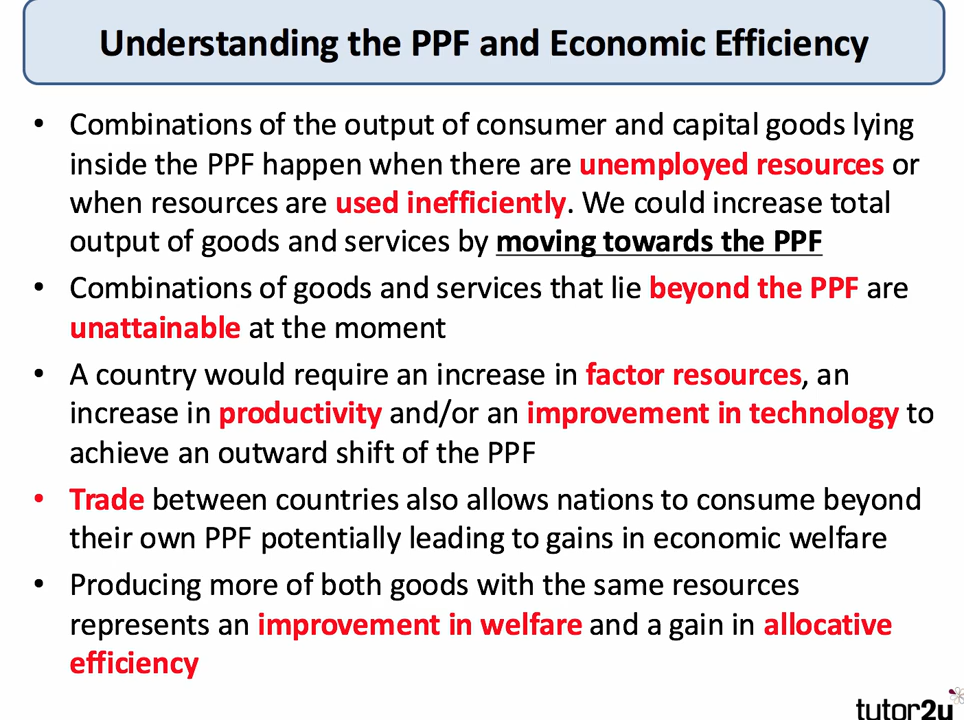 Understanding the PPF and Economic Efficiency
• Combinations of the output of consumer and capital goods lying
inside the PPF happen when there are unemployed resources or
when resources are used inefficiently. We could increase total
output of goods and services by moving towards the PPF
• Combinations of goods and services that lie beyond the PPF are
unattainable at the moment
• A country would require an increase in factor resources, an
increase in productivity and/or an improvement in technology to
achieve an outward shift of the PPF
• Trade between countries also allows nations to consume beyond
their own PPF potentially leading to gains in economic welfare
• Producing more of both goods with the same resources
represents an improvement in welfare and a gain in allocative
efficiency
tutor2u